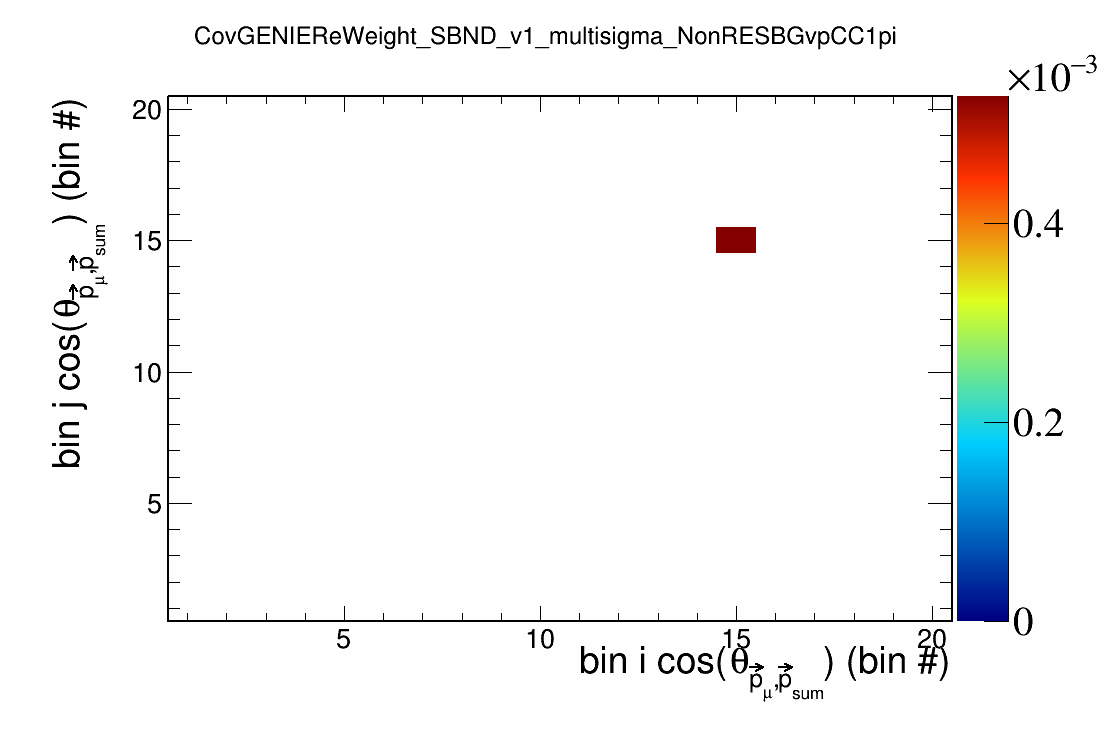 CovGENIEReWeight_SBND_v1_multisigma_NonRESBGvpCC1pi
×10⁻³
20
15
10
5
bin j cos(θ_{p⃗_μ,p⃗_sum}) (bin #)
0.4
0.2
0
5 10 15 20
bin i cos(θ_{p⃗_μ,p⃗_sum}) (bin #)